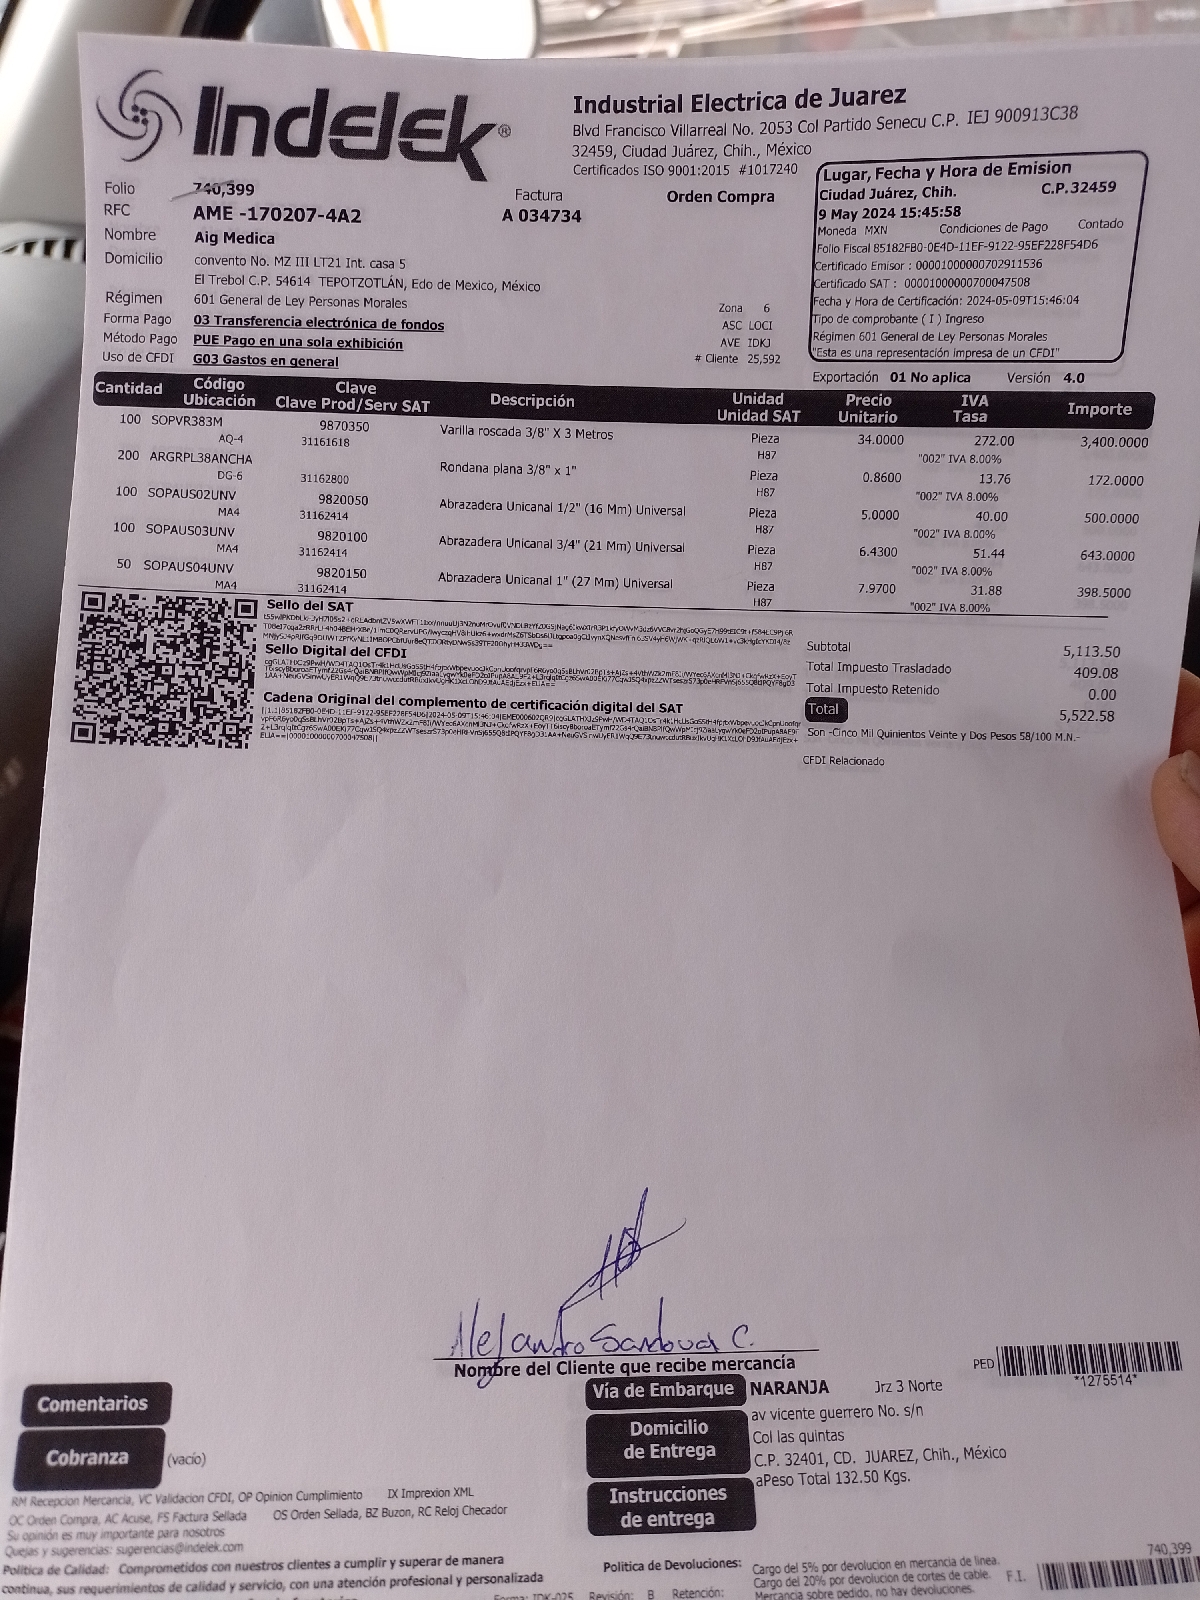 Indelek®
Industrial Electrica de Juarez
Blvd Francisco Villarreal No. 2053 Col Partido Senecu C.P. IEJ 900913C38
32459, Ciudad Juárez, Chih., México
Certificados ISO 9001:2015 #1017240
Folio 740,399
Factura
Orden Compra
RFC AME -170207-4A2
A 034734
Nombre Aig Medica
Domicilio convento No. MZ III LT21 Int. casa 5
El Trebol C.P. 54614 TEPOTZOTLÁN, Edo de Mexico, México
Régimen 601 General de Ley Personas Morales
Forma Pago 03 Transferencia electrónica de fondos
Método Pago PUE Pago en una sola exhibición
Uso de CFDI G03 Gastos en general
Zona 6
ASC LOCI
AVE IDKJ
# Cliente 25,592
Lugar, Fecha y Hora de Emision
Ciudad Juárez, Chih. C.P.32459
9 May 2024 15:45:58
Moneda MXN Condiciones de Pago Contado
Folio Fiscal 85182FB0-0E4D-11EF-9122-95EF228F54D6
Certificado Emisor : 00001000000702911536
Certificado SAT : 00001000000700047508
Fecha y Hora de Certificación: 2024-05-09T15:46:04
Tipo de comprobante ( I ) Ingreso
Régimen 601 General de Ley Personas Morales
"Esta es una representación impresa de un CFDI"
Exportación 01 No aplica Versión 4.0
Cantidad Código Ubicación Clave Clave Prod/Serv SAT Descripción Unidad Unidad SAT Precio Unitario IVA Tasa Importe
100 SOPVR383M 9870350 Varilla roscada 3/8" X 3 Metros Pieza 34.0000 272.00 3,400.0000
AQ-4 31161618 H87 "002" IVA 8.00%
200 ARGRPL38ANCHA Rondana plana 3/8" x 1" Pieza 0.8600 13.76 172.0000
DG-6 31162800 H87 "002" IVA 8.00%
100 SOPAUS02UNV 9820050 Abrazadera Unicanal 1/2" (16 Mm) Universal Pieza 5.0000 40.00 500.0000
MA4 31162414 H87 "002" IVA 8.00%
100 SOPAUS03UNV 9820100 Abrazadera Unicanal 3/4" (21 Mm) Universal Pieza 6.4300 51.44 643.0000
MA4 31162414 H87 "002" IVA 8.00%
50 SOPAUS04UNV 9820150 Abrazadera Unicanal 1" (27 Mm) Universal Pieza 7.9700 31.88 398.5000
MA4 31162414 H87 "002" IVA 8.00%
Sello del SAT
Sello Digital del CFDI
Cadena Original del complemento de certificación digital del SAT
Subtotal 5,113.50
Total Impuesto Trasladado 409.08
Total Impuesto Retenido 0.00
Total 5,522.58
Son -Cinco Mil Quinientos Veinte y Dos Pesos 58/100 M.N.-
CFDI Relacionado
Alejandro Sandoval C.
Nombre del Cliente que recibe mercancía
PED *1275514*
Comentarios
Cobranza (vacío)
Vía de Embarque NARANJA Jrz 3 Norte
Domicilio de Entrega
av vicente guerrero No. s/n
Col las quintas
C.P. 32401, CD. JUAREZ, Chih., México
aPeso Total 132.50 Kgs.
Instrucciones de entrega
RM Recepcion Mercancia, VC Validacion CFDI, OP Opinion Cumplimiento IX Imprexion XML
OC Orden Compra, AC Acuse, FS Factura Sellada OS Orden Sellada, BZ Buzon, RC Reloj Checador
Su opinión es muy importante para nosotros
Quejas y sugerencias: sugerencias@indelek.com
Política de Calidad: Comprometidos con nuestros clientes a cumplir y superar de manera
continua, sus requerimientos de calidad y servicio, con una atención profesional y personalizada
Forma: IDK-025 Revisión: B Retención:
Politica de Devoluciones: Cargo del 5% por devolucion en mercancia de linea.
Cargo del 20% por devolucion de cortes de cable.
Mercancia sobre pedido, no hay devoluciones.
F.I. 740,399